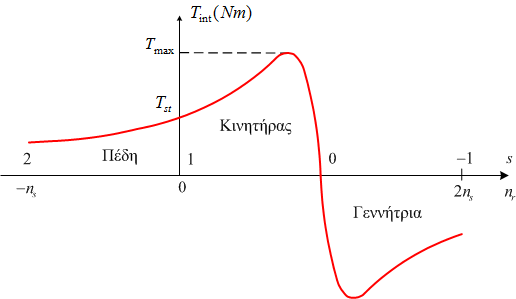 T_int (Nm)
T_max
T_st
Κινητήρας
Πέδη
2 1 0 −1 s
−n_s 0 2n_s n_r
Γεννήτρια